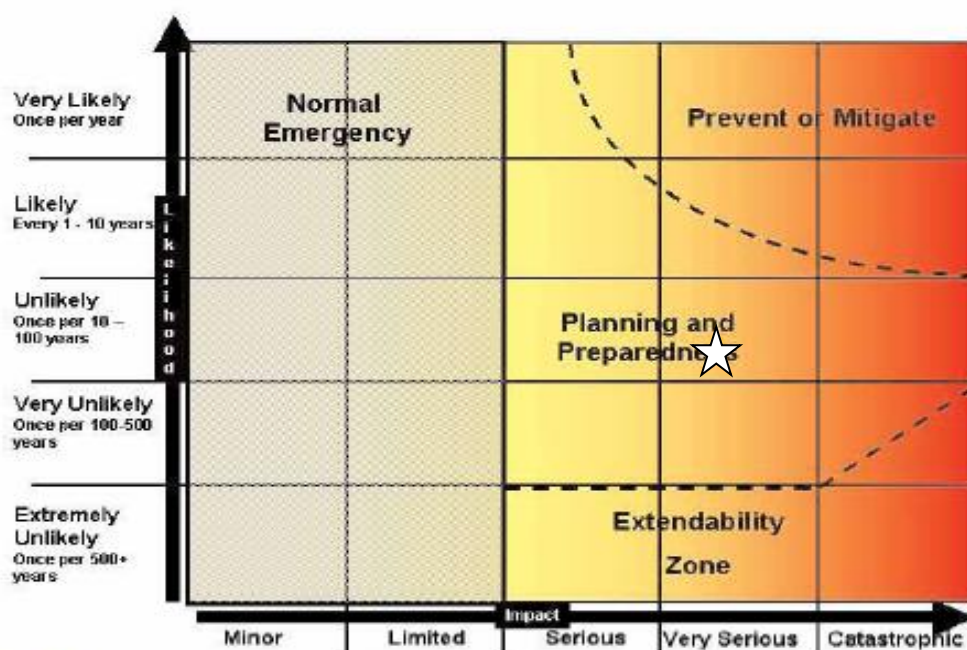 Very Likely
Once per year
Normal
Emergency
Prevent or Mitigate
Likely
Every 1 - 10 years
Likelihood
Unlikely
Once per 10 –
100 years
Planning and
Preparedness
Very Unlikely
Once per 100-500
years
Extremely
Unlikely
Once per 500+
years
Extendability
Zone
Impact
Minor
Limited
Serious
Very Serious
Catastrophic